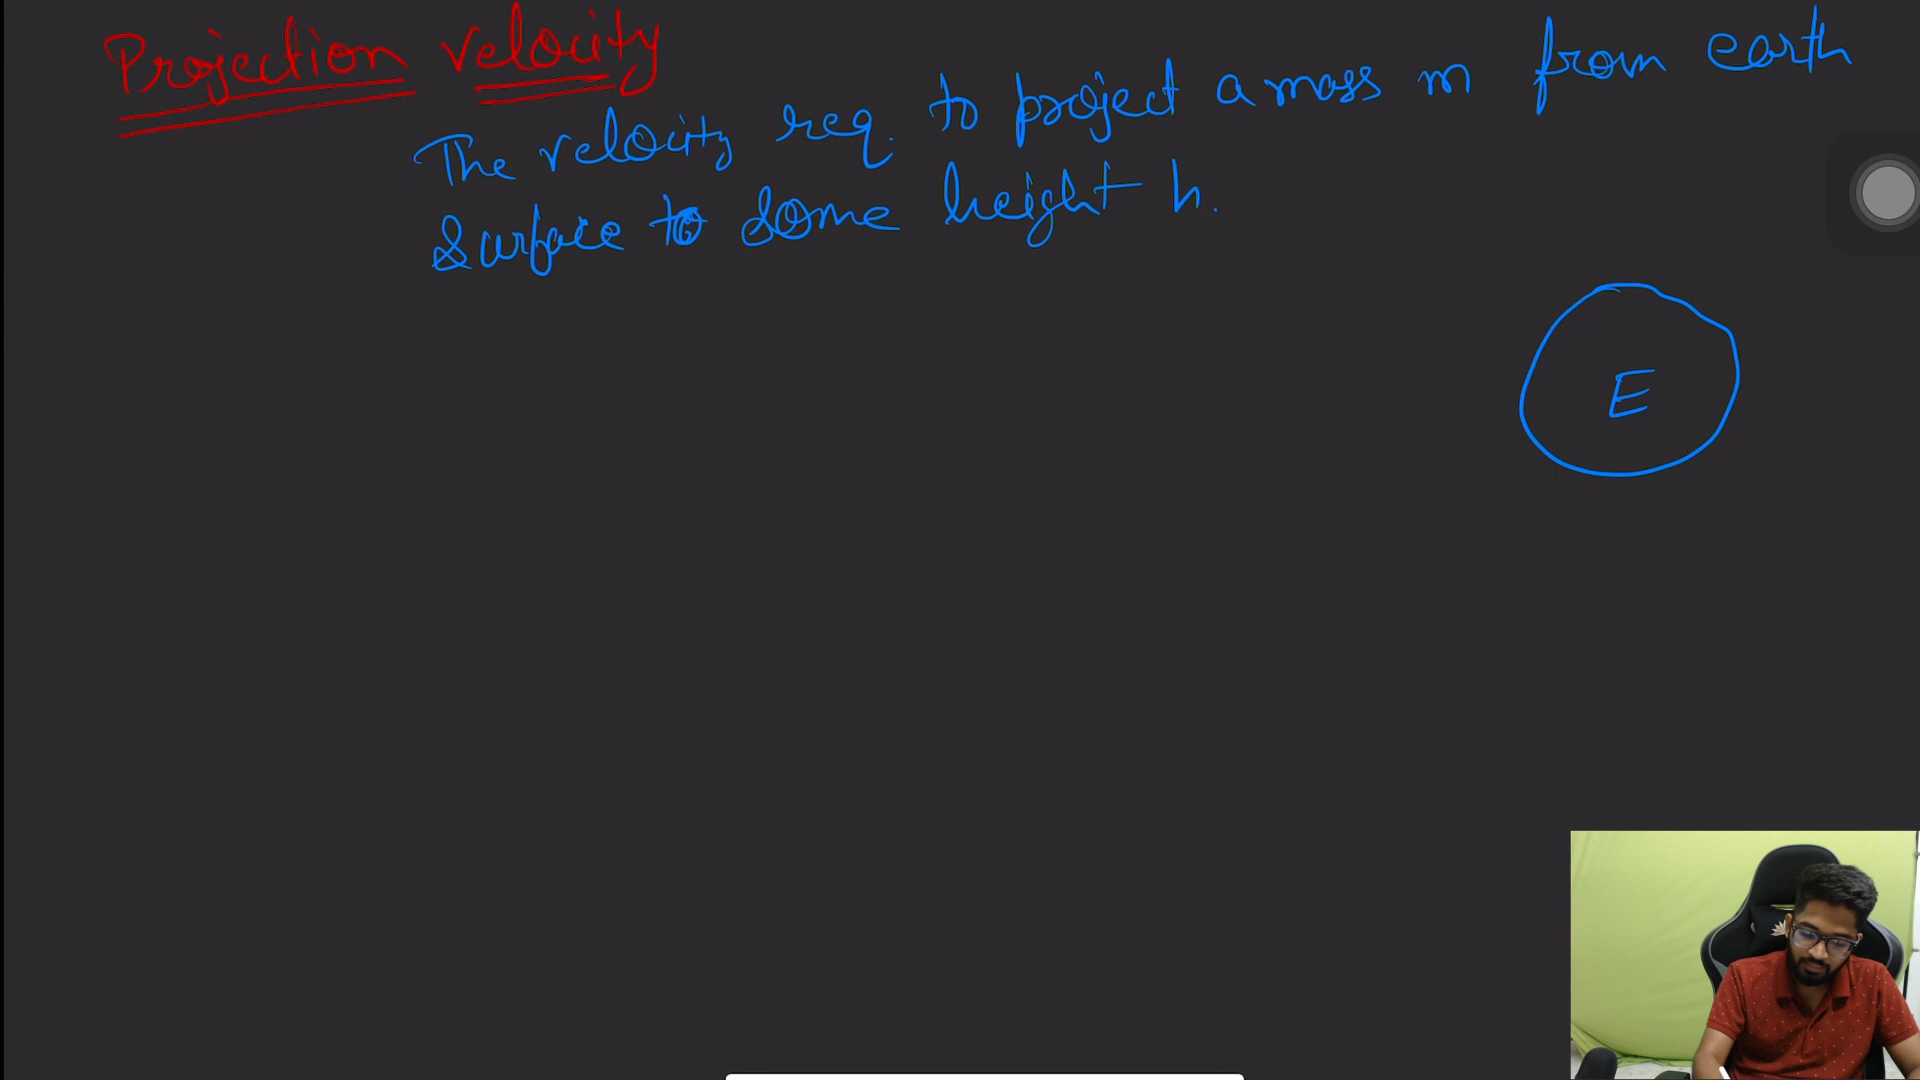 Projection velocity
The velocity req. to project a mass m from earth
surface to some height h.
E